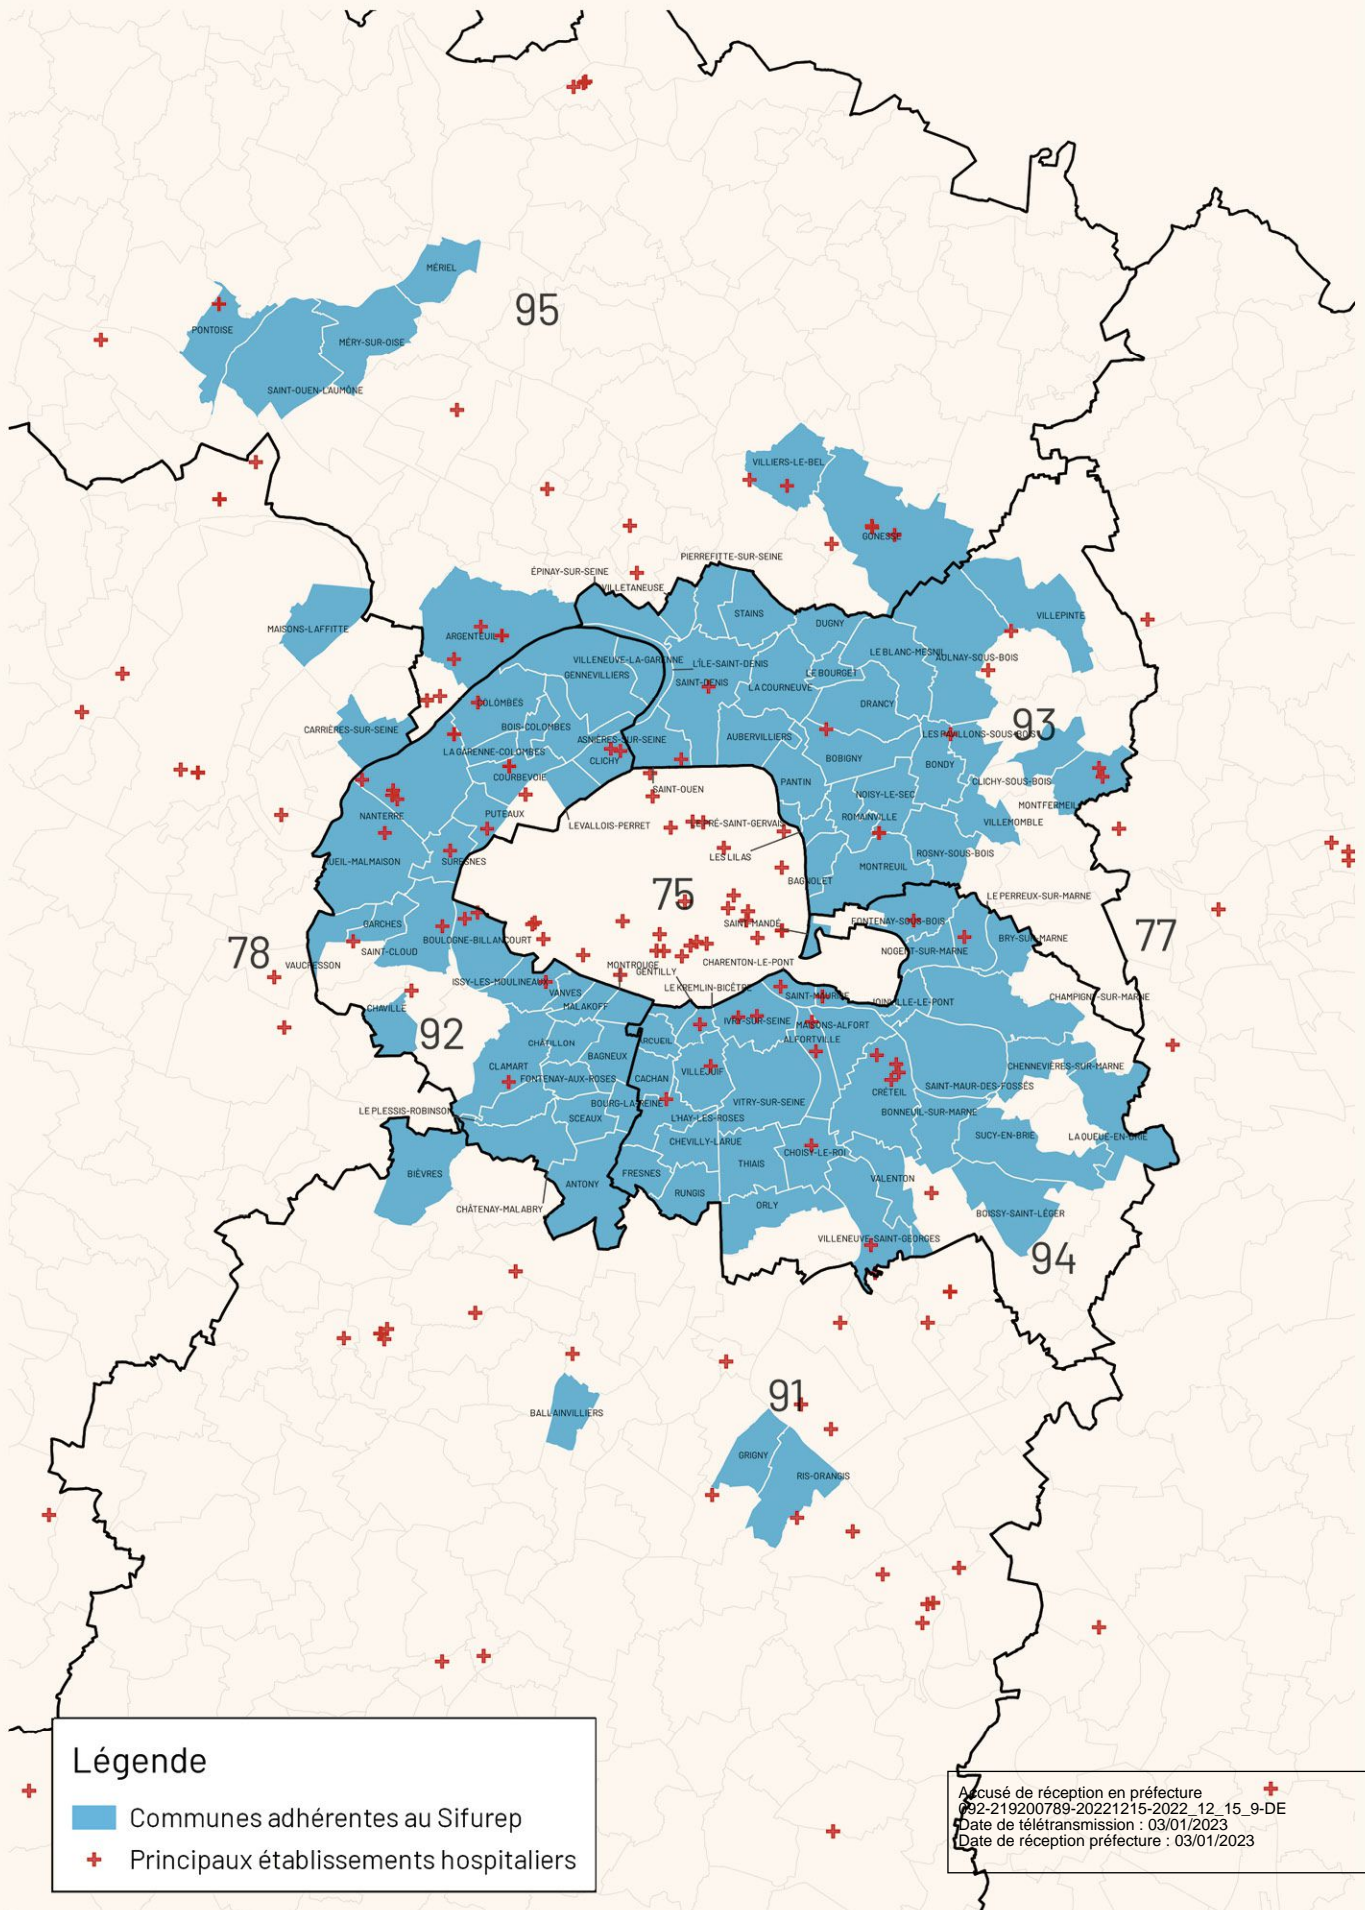 MÉRIEL
95
PONTOISE
MÉRY-SUR-OISE
SAINT-OUEN-L'AUMÔNE
VILLIERS-LE-BEL
GONESSE
PIERREFITTE-SUR-SEINE
ÉPINAY-SUR-SEINE
VILLETANEUSE
STAINS
VILLEPINTE
DUGNY
MAISONS-LAFFITTE
ARGENTEUIL
LE BLANC-MESNIL
AULNAY-SOUS-BOIS
VILLENEUVE-LA-GARENNE
L'ÎLE-SAINT-DENIS
GENNEVILLIERS
LE BOURGET
SAINT-DENIS
LA COURNEUVE
COLOMBES
DRANCY
93
CARRIÈRES-SUR-SEINE
BOIS-COLOMBES
LES PAVILLONS-SOUS-BOIS
ASNIÈRES-SUR-SEINE
AUBERVILLIERS
LA GARENNE-COLOMBES
CLICHY
BOBIGNY
BONDY
COURBEVOIE
PANTIN
CLICHY-SOUS-BOIS
SAINT-OUEN
NOISY-LE-SEC
MONTFERMEIL
NANTERRE
PUTEAUX
ROMAINVILLE
LEVALLOIS-PERRET
LE PRÉ-SAINT-GERVAIS
VILLEMOMBLE
LES LILAS
ROSNY-SOUS-BOIS
RUEIL-MALMAISON
SURESNES
MONTREUIL
BAGNOLET
75
LE PERREUX-SUR-MARNE
GARCHES
SAINT-MANDÉ
FONTENAY-SOUS-BOIS
77
78
BOULOGNE-BILLANCOURT
BRY-SUR-MARNE
SAINT-CLOUD
NOGENT-SUR-MARNE
VAUCRESSON
MONTROUGE
CHARENTON-LE-PONT
GENTILLY
ISSY-LES-MOULINEAUX
LE KREMLIN-BICÊTRE
VANVES
SAINT-MAURICE
CHAMPIGNY-SUR-MARNE
MALAKOFF
JOINVILLE-LE-PONT
CHAVILLE
92
IVRY-SUR-SEINE
MAISONS-ALFORT
ARCUEIL
ALFORTVILLE
CHÂTILLON
BAGNEUX
CLAMART
VILLEJUIF
CHENNEVIÈRES-SUR-MARNE
FONTENAY-AUX-ROSES
CACHAN
SAINT-MAUR-DES-FOSSÉS
CRÉTEIL
BOURG-LA-REINE
VITRY-SUR-SEINE
LE PLESSIS-ROBINSON
BONNEUIL-SUR-MARNE
SCEAUX
L'HAY-LES-ROSES
SUCY-EN-BRIE
LA QUEUE-EN-BRIE
CHEVILLY-LARUE
CHOISY-LE-ROI
THIAIS
BIÈVRES
FRESNES
VALENTON
ANTONY
RUNGIS
ORLY
CHÂTENAY-MALABRY
BOISSY-SAINT-LÉGER
VILLENEUVE-SAINT-GEORGES
94
91
BALLAINVILLIERS
GRIGNY
RIS-ORANGIS
Légende
Communes adhérentes au Sifurep
Principaux établissements hospitaliers
Accusé de réception en préfecture
092-219200789-20221215-2022_12_15_9-DE
Date de télétransmission : 03/01/2023
Date de réception préfecture : 03/01/2023